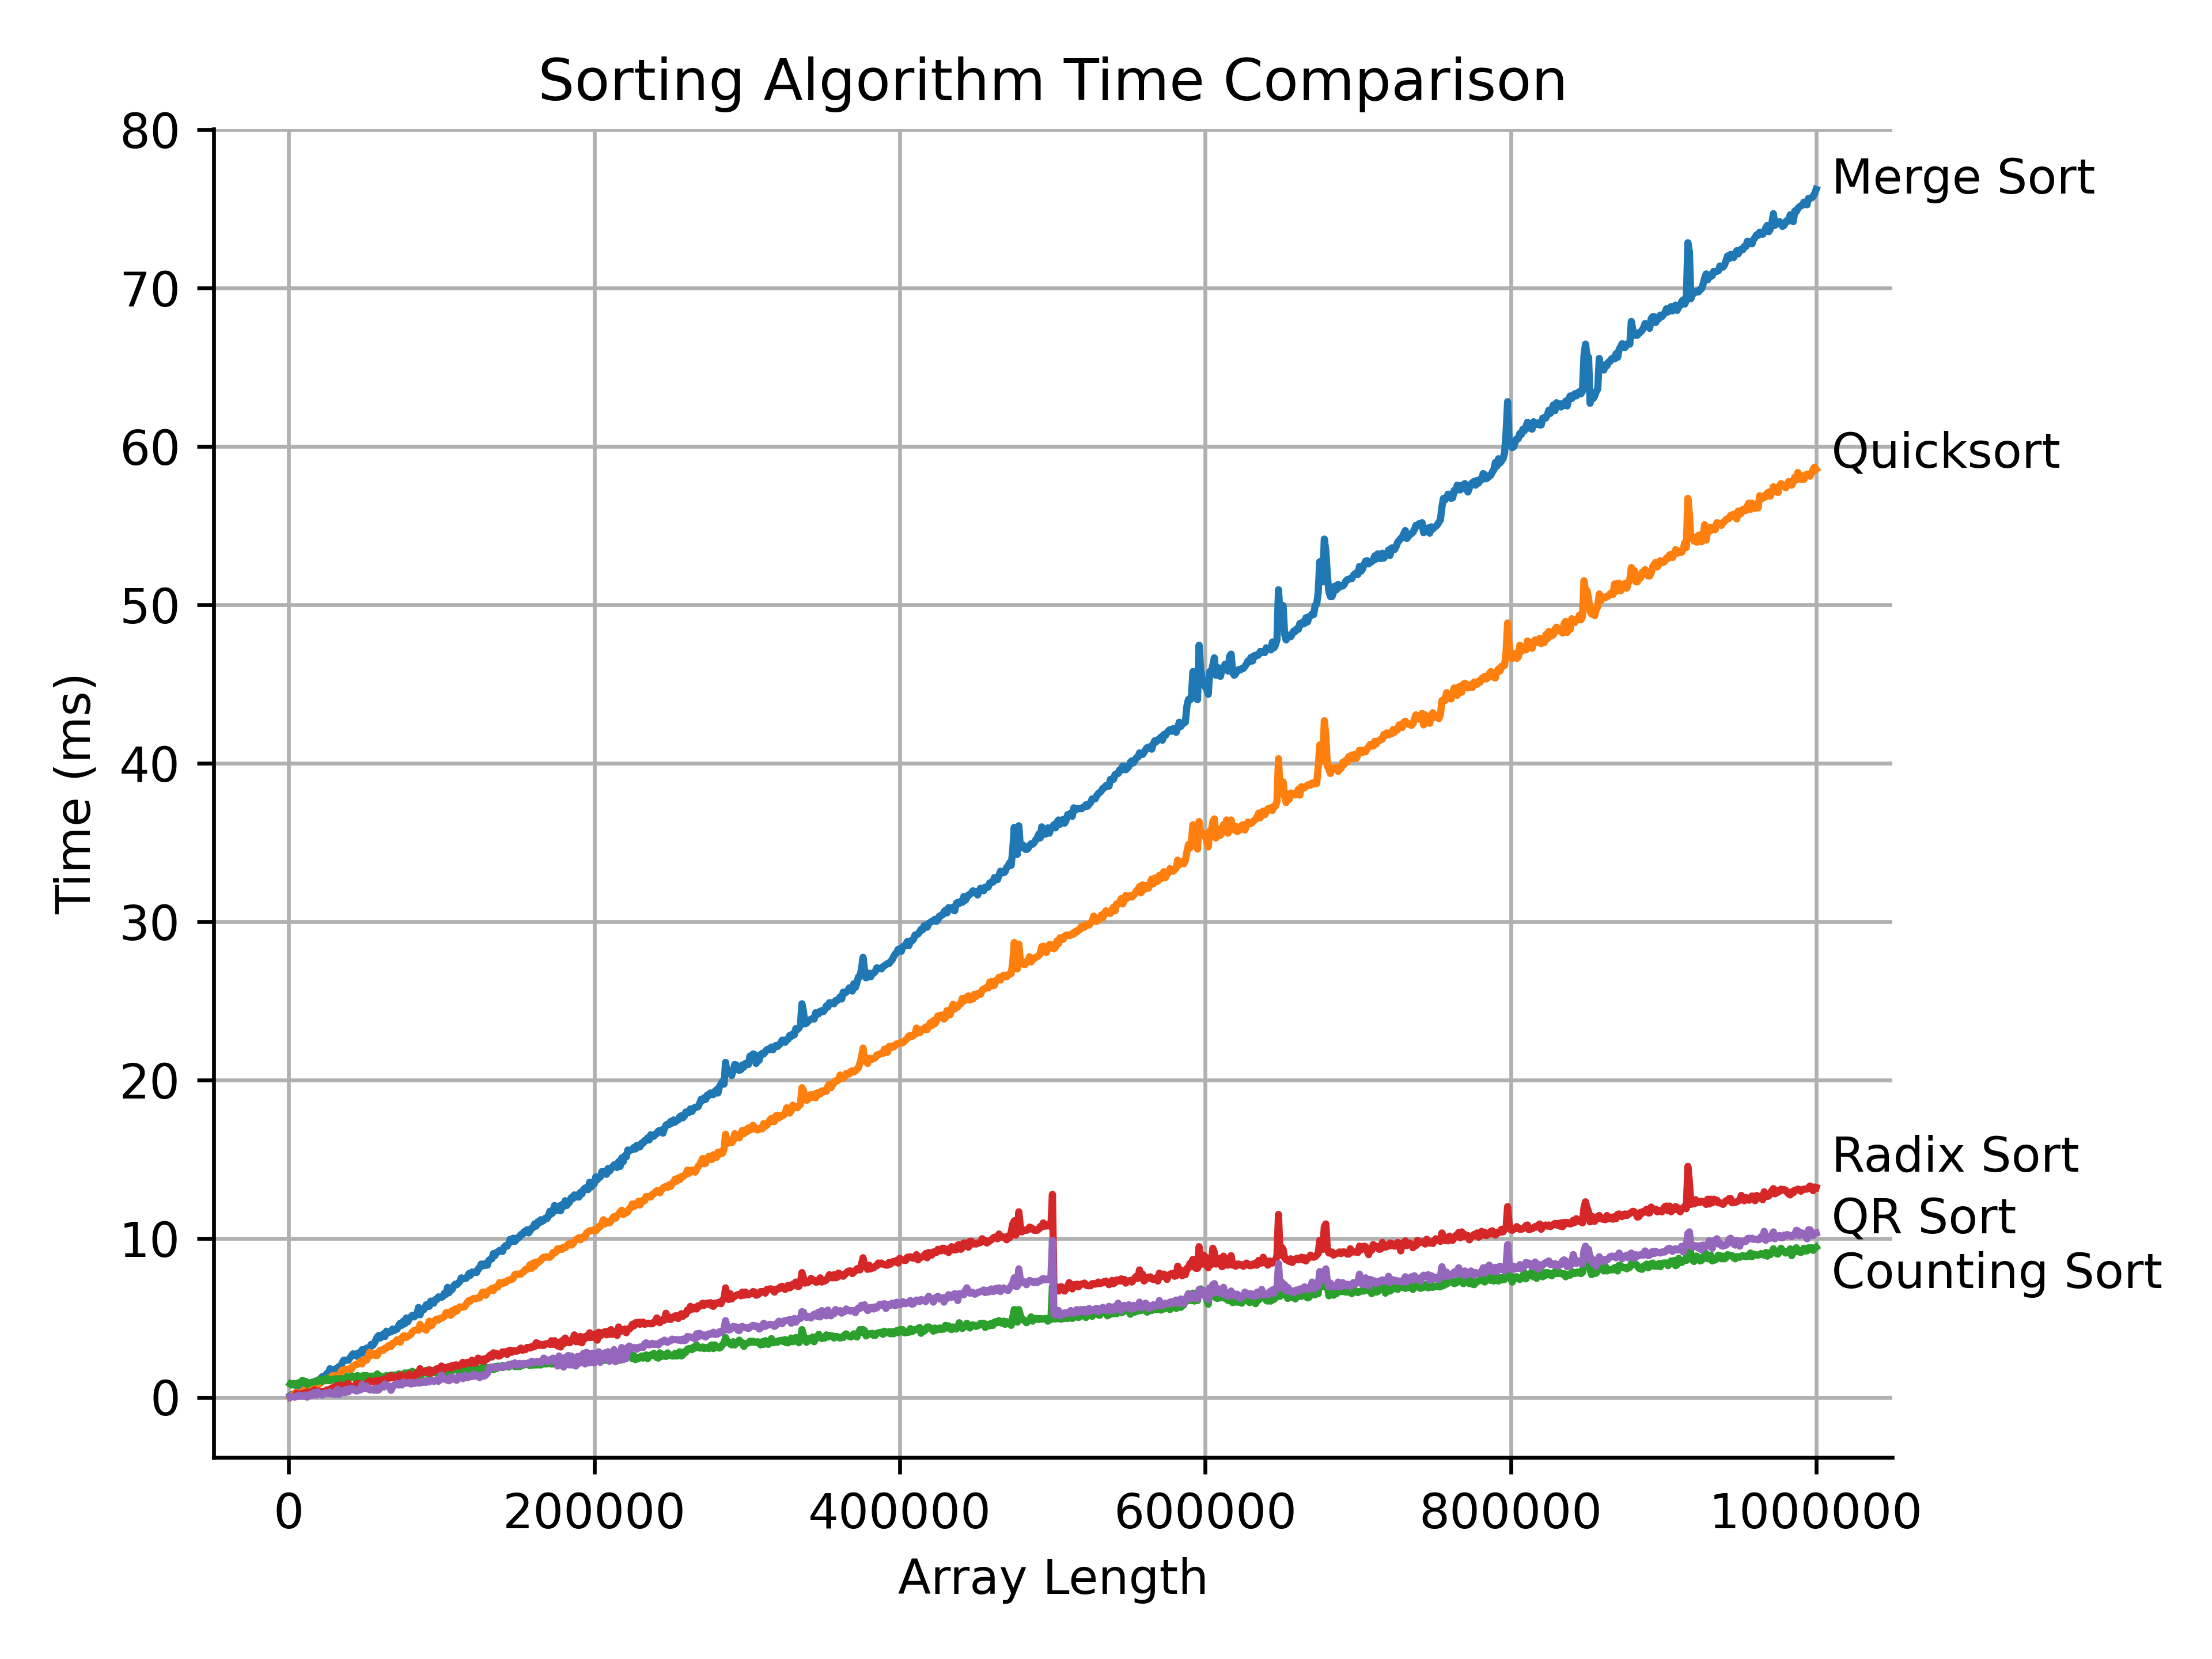 Sorting Algorithm Time Comparison
80
70
60
50
40
30
20
10
0
Time (ms)
Merge Sort
Quicksort
Radix Sort
QR Sort
Counting Sort
0 200000 400000 600000 800000 1000000
Array Length